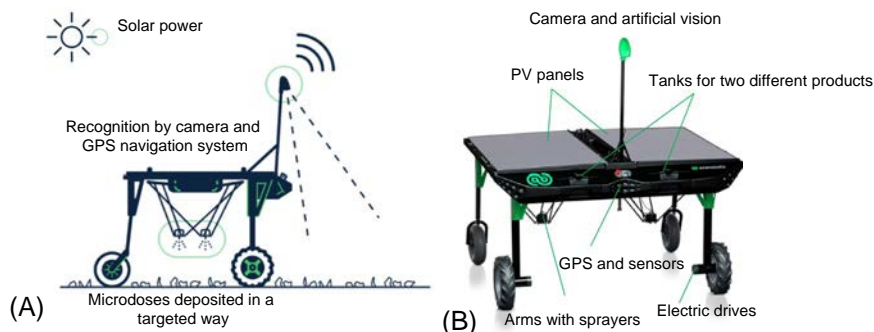 Solar power
Recognition by camera and
GPS navigation system
Microdoses deposited in a
targeted way
(A)
Camera and artificial vision
PV panels
Tanks for two different products
GPS and sensors
Arms with sprayers
Electric drives
(B)